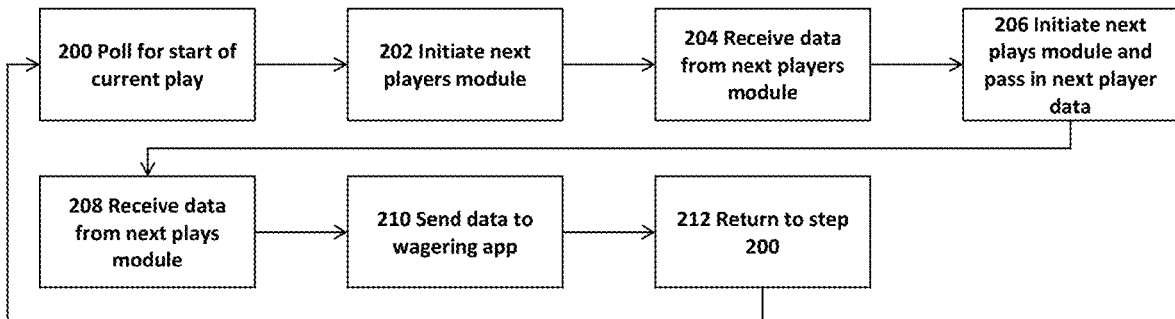 200 Poll for start of
current play
202 Initiate next
players module
204 Receive data
from next players
module
206 Initiate next
plays module and
pass in next player
data
208 Receive data
from next plays
module
210 Send data to
wagering app
212 Return to step
200